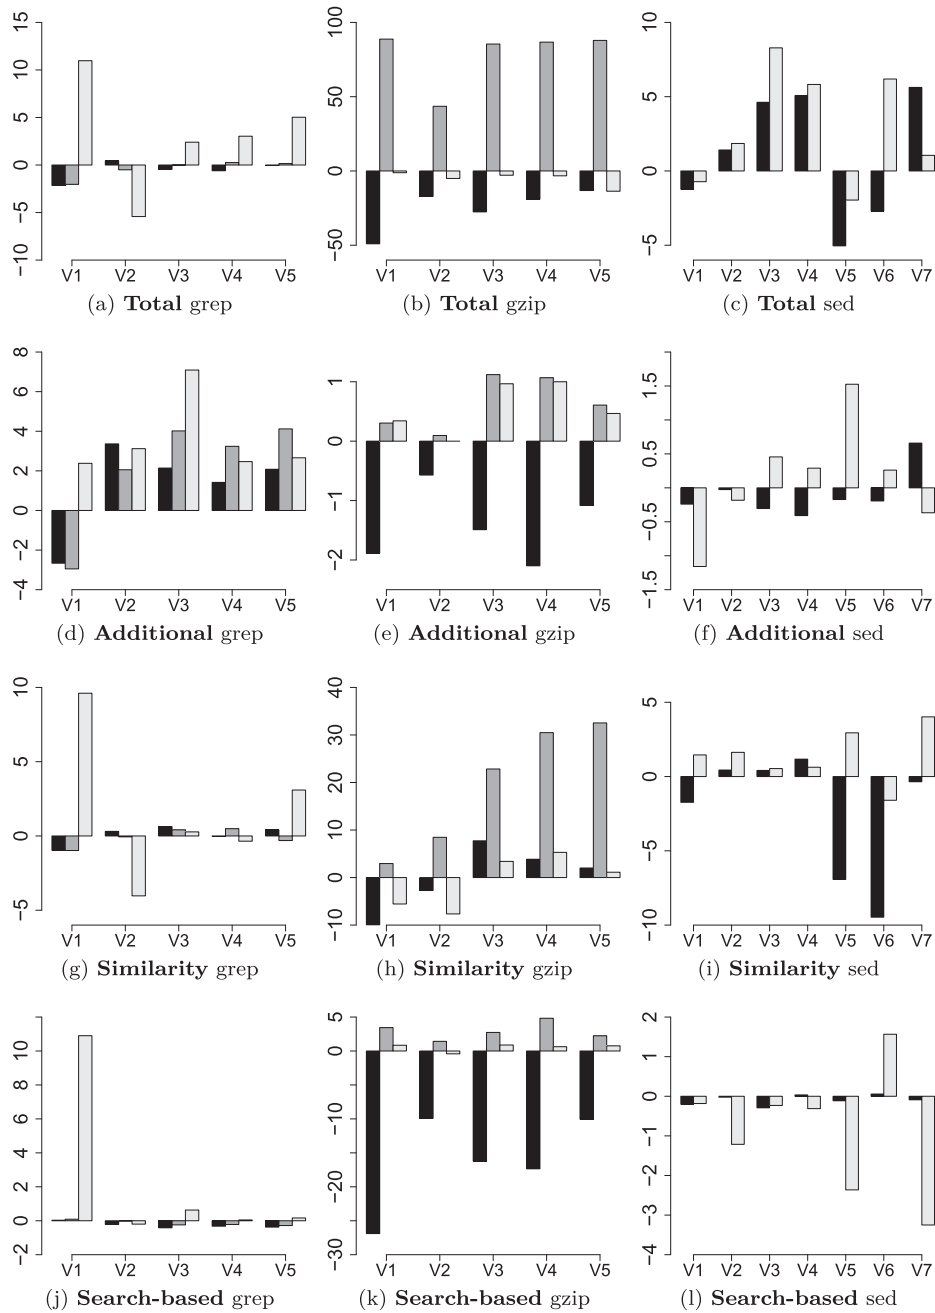 −10 −5 0 5 10 15
V1 V2 V3 V4 V5
(a) Total grep
−50 0 50 100
V1 V2 V3 V4 V5
(b) Total gzip
−5 0 5 10
V1 V2 V3 V4 V5 V6 V7
(c) Total sed
−4 −2 0 2 4 6 8
V1 V2 V3 V4 V5
(d) Additional grep
−2 −1 0 1
V1 V2 V3 V4 V5
(e) Additional gzip
−1.5 −0.5 0.5 1.5
V1 V2 V3 V4 V5 V6 V7
(f) Additional sed
−5 0 5 10
V1 V2 V3 V4 V5
(g) Similarity grep
−10 0 10 20 30 40
V1 V2 V3 V4 V5
(h) Similarity gzip
−10 −5 0 5
V1 V2 V3 V4 V5 V6 V7
(i) Similarity sed
−2 0 2 4 6 8 10
V1 V2 V3 V4 V5
(j) Search-based grep
−30 −20 −10 0 5
V1 V2 V3 V4 V5
(k) Search-based gzip
−4 −3 −2 −1 0 1 2
V1 V2 V3 V4 V5 V6 V7
(l) Search-based sed